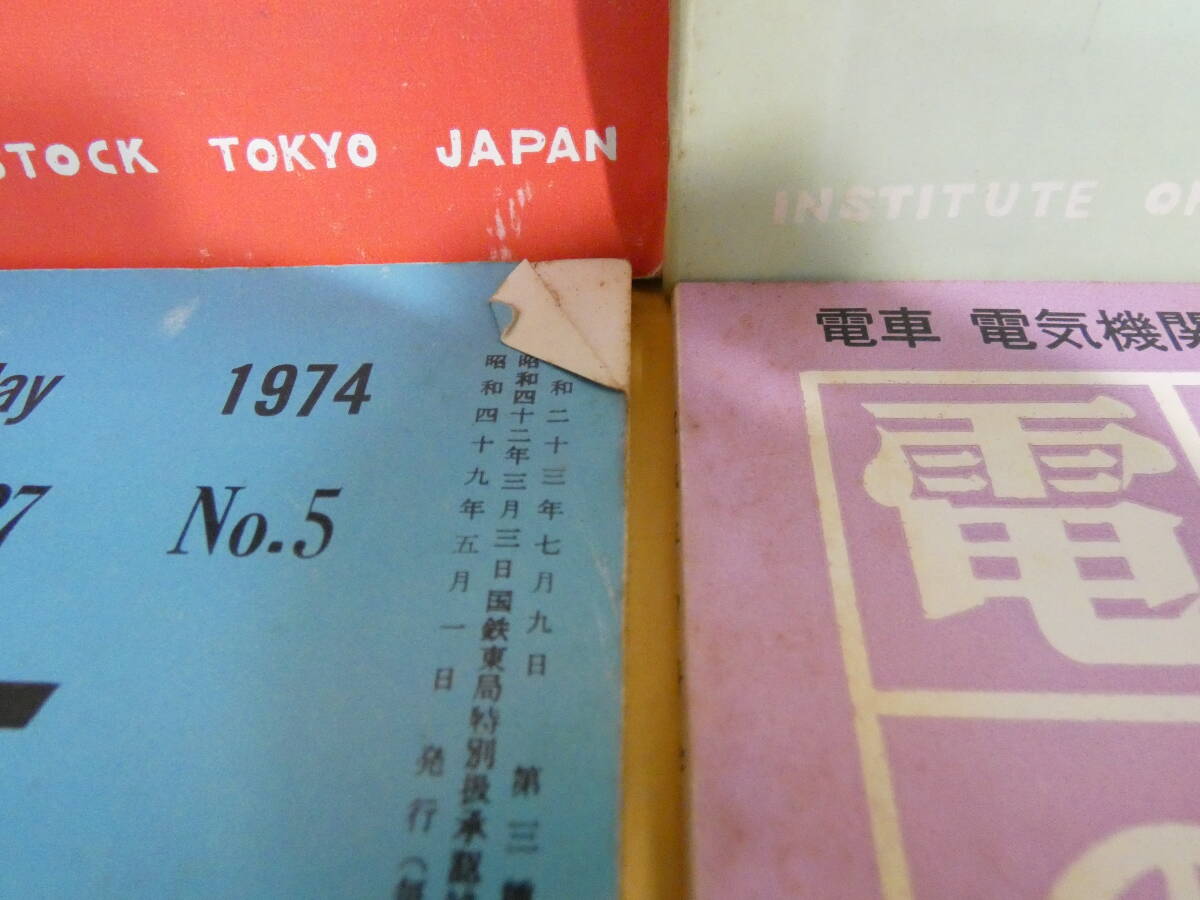 STOCK TOKYO JAPAN
INSTITUTE
1974
No.5
和二十三年七月九日 第三種
昭和四十二年三月三日国鉄東局特別扱承認
昭和四十九年五月一日 発行(毎
電車 電気機関
電